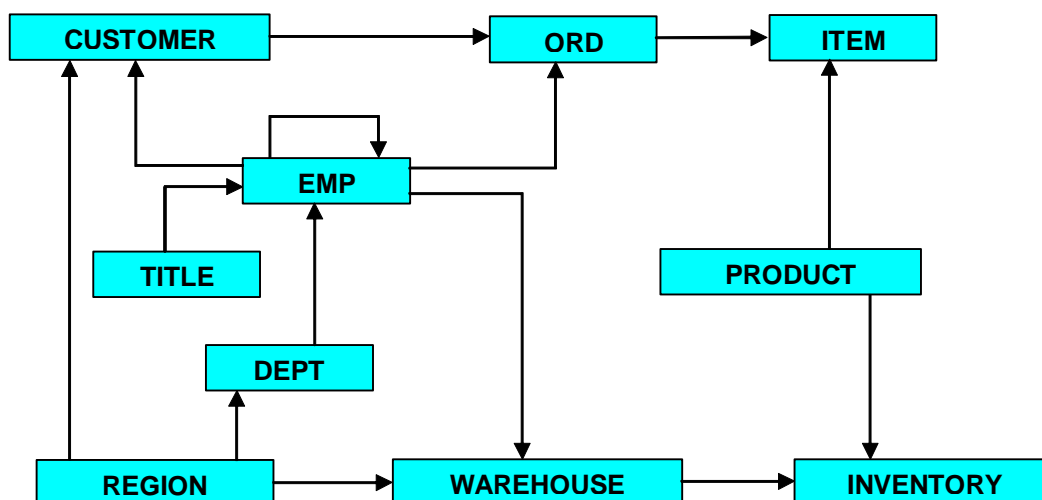 CUSTOMER
ORD
ITEM
EMP
TITLE
PRODUCT
DEPT
REGION
WAREHOUSE
INVENTORY